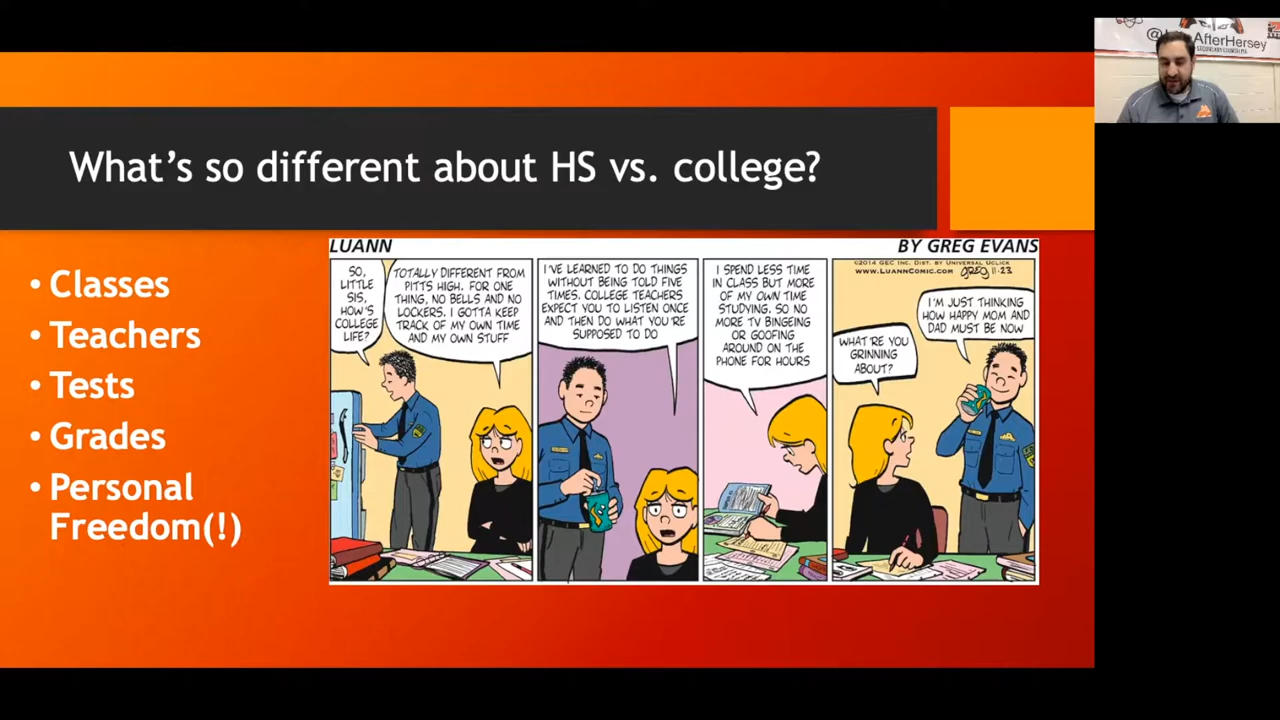 What's so different about HS vs. college?
• Classes
• Teachers
• Tests
• Grades
• Personal
Freedom(!)
LUANN
BY GREG EVANS
SO,
LITTLE
SIS,
HOW'S
COLLEGE
LIFE?
TOTALLY DIFFERENT FROM
PITTS HIGH. FOR ONE
THING, NO BELLS AND NO
LOCKERS. I GOTTA KEEP
TRACK OF MY OWN TIME
AND MY OWN STUFF
I'VE LEARNED TO DO THINGS
WITHOUT BEING TOLD FIVE
TIMES. COLLEGE TEACHERS
EXPECT YOU TO LISTEN ONCE
AND THEN DO WHAT YOU'RE
SUPPOSED TO DO
I SPEND LESS TIME
IN CLASS BUT MORE
OF MY OWN TIME
STUDYING. SO NO
MORE TV BINGEING
OR GOOFING
AROUND ON THE
PHONE FOR HOURS
©2014 GEC INC. DIST. BY UNIVERSAL UCLICK
WWW.LUANNCOMIC.COM GREG 11·23
I'M JUST THINKING
HOW HAPPY MOM AND
DAD MUST BE NOW
WHAT'RE YOU
GRINNING
ABOUT?
AfterHersey